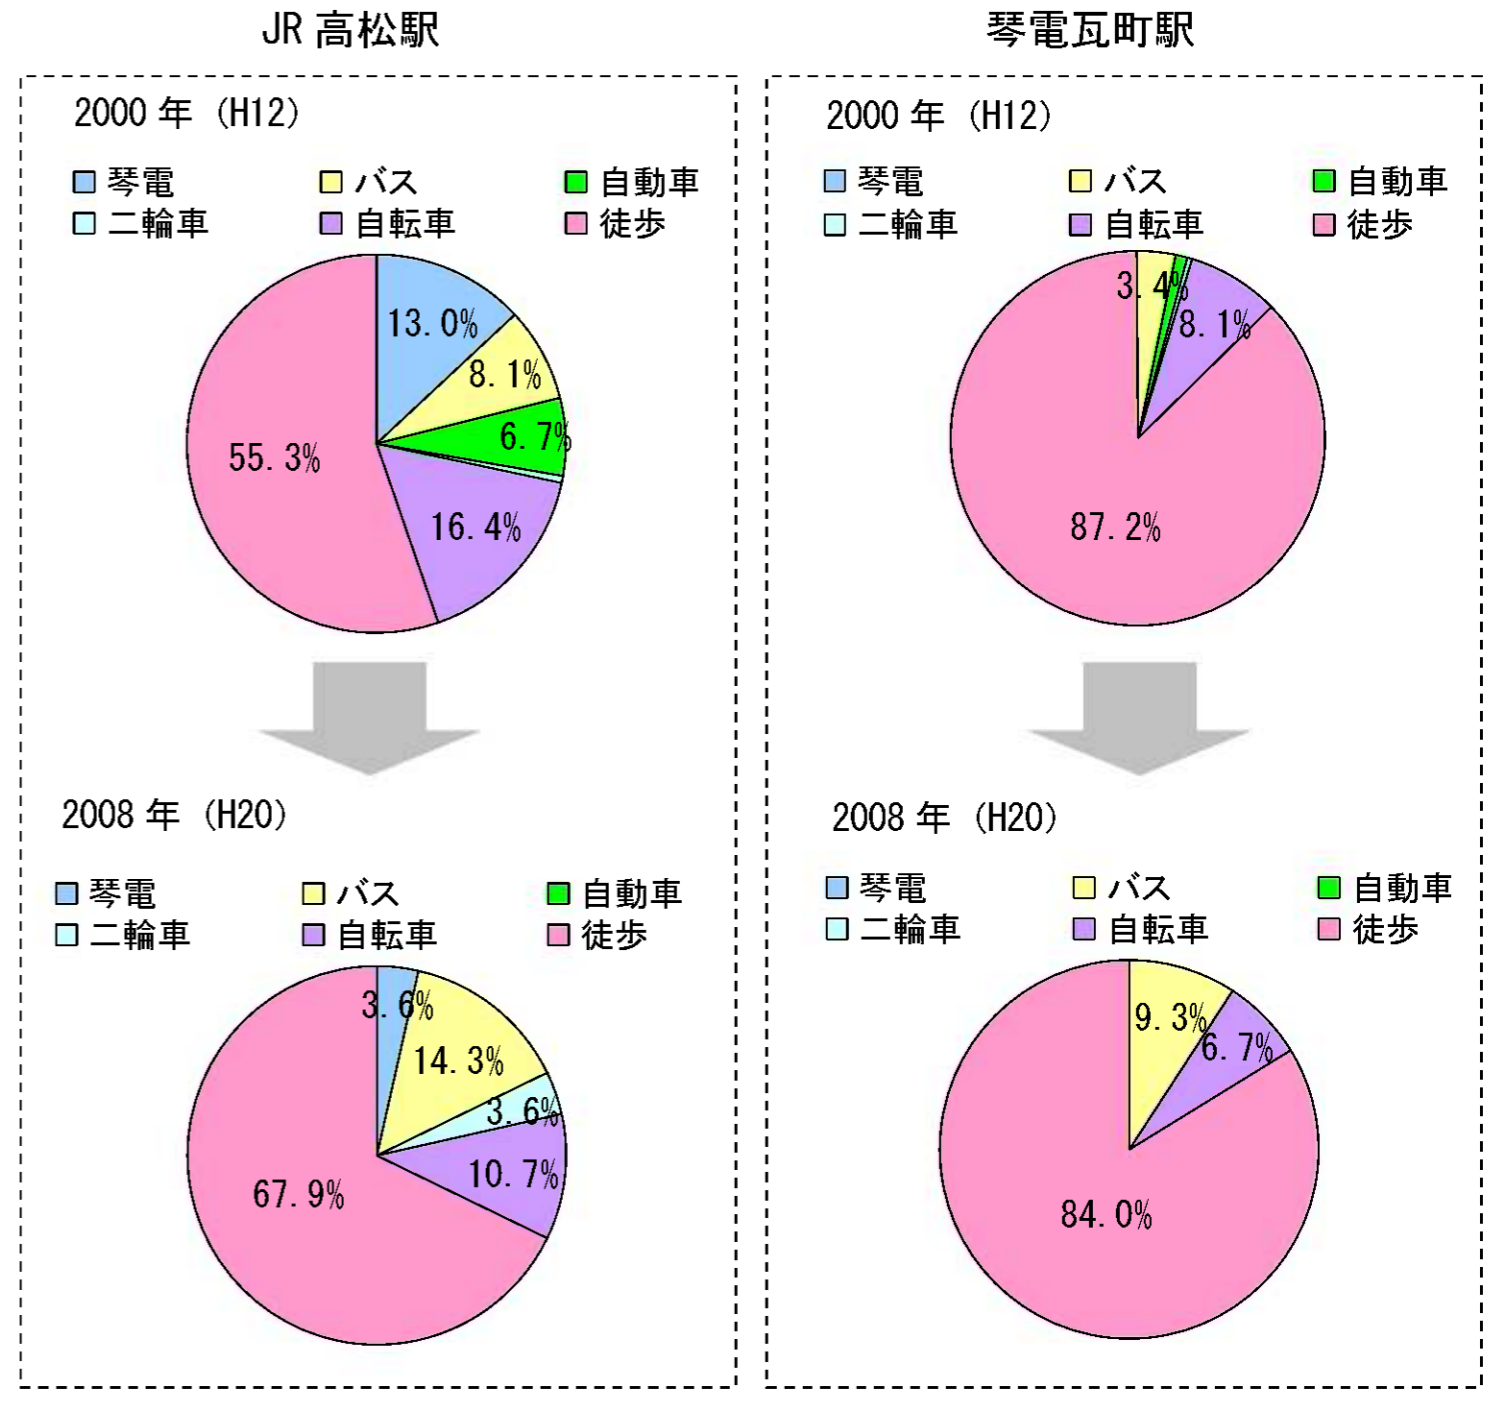 JR 高松駅
2000 年 (H12)
琴電 バス 自動車
二輪車 自転車 徒歩
13.0%
8.1%
6.7%
16.4%
55.3%
2008 年 (H20)
琴電 バス 自動車
二輪車 自転車 徒歩
3.6%
14.3%
3.6%
10.7%
67.9%
琴電瓦町駅
2000 年 (H12)
琴電 バス 自動車
二輪車 自転車 徒歩
3.4%
8.1%
87.2%
2008 年 (H20)
琴電 バス 自動車
二輪車 自転車 徒歩
9.3%
6.7%
84.0%